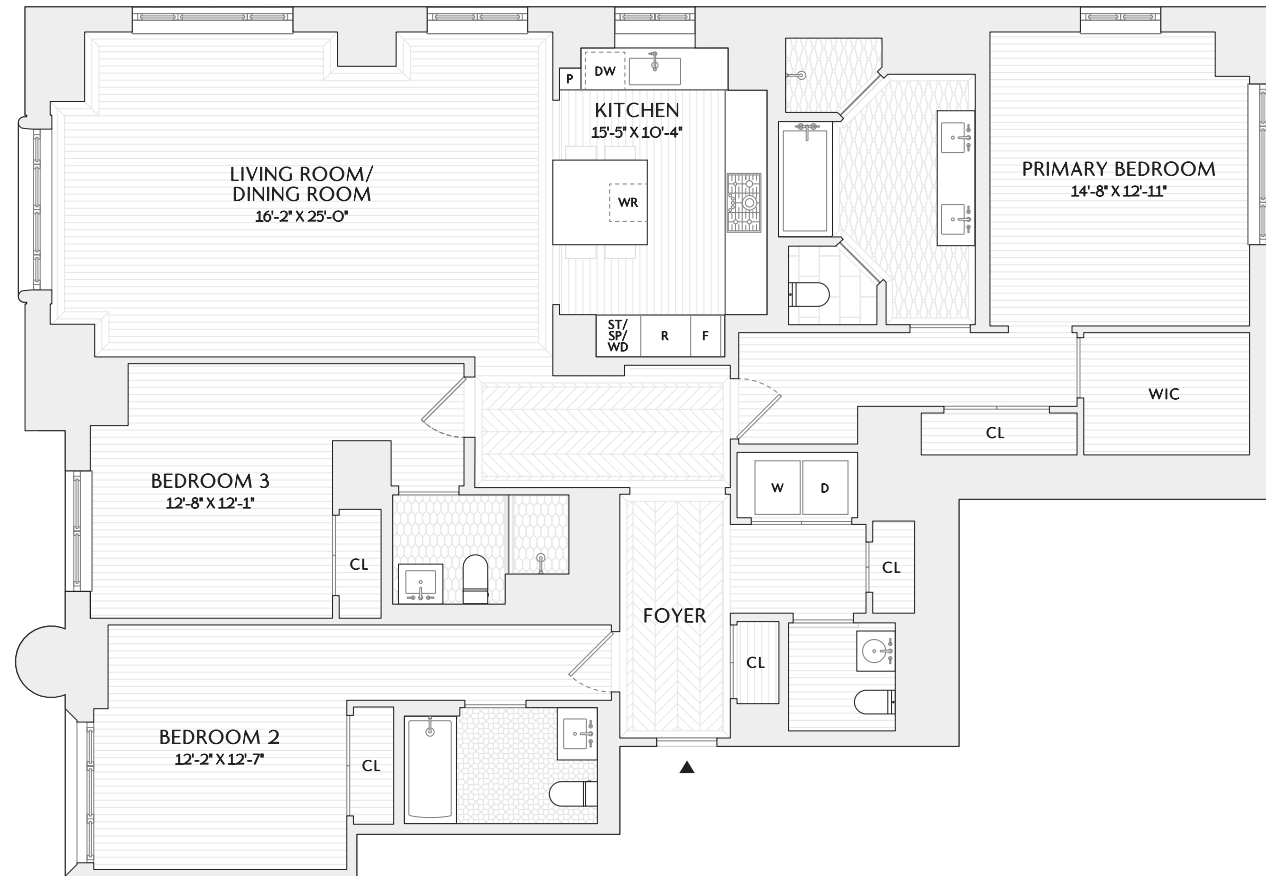 LIVING ROOM/
DINING ROOM
16'-2" X 25'-0"
P
DW
KITCHEN
15'-5" X 10'-4"
WR
ST/
SP/
WD
R
F
PRIMARY BEDROOM
14'-8" X 12'-11"
WIC
CL
BEDROOM 3
12'-8" X 12'-1"
CL
W
D
CL
FOYER
CL
BEDROOM 2
12'-2" X 12'-7"
CL